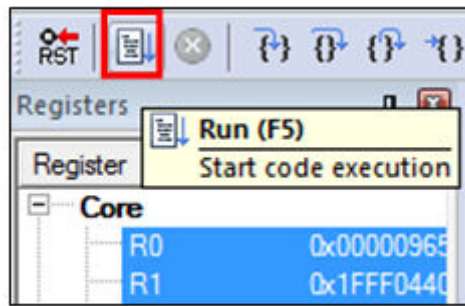 RST
Registers
Run (F5)
Register
Start code execution
Core
R0 0x00000965
R1 0x1FFF0440